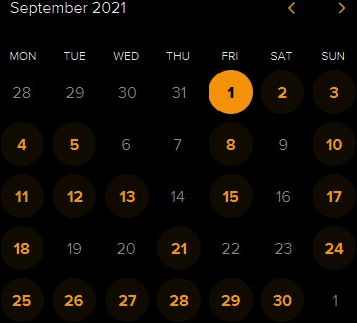 September 2021
MON TUE WED THU FRI SAT SUN
28 29 30 31 1 2 3
4 5 6 7 8 9 10
11 12 13 14 15 16 17
18 19 20 21 22 23 24
25 26 27 28 29 30 1